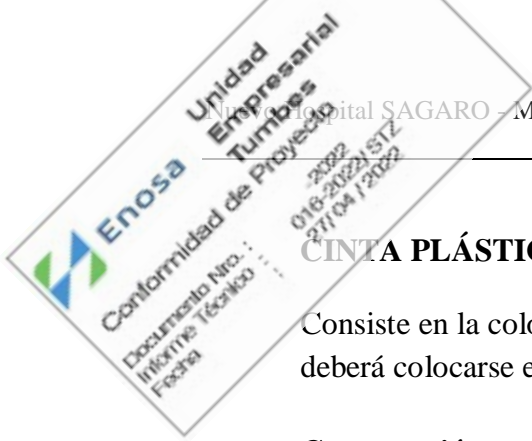 Enosa
Unidad
Empresarial
Tumbes
Conformidad de Proyecto
Documento Nro. : -2022
Informe Técnico : 016-2022/ STZ
Fecha : 27/ 04 / 2022
Nuevo Hospital SAGARO - M
CINTA PLÁSTIC
Consiste en la colo
deberá colocarse e